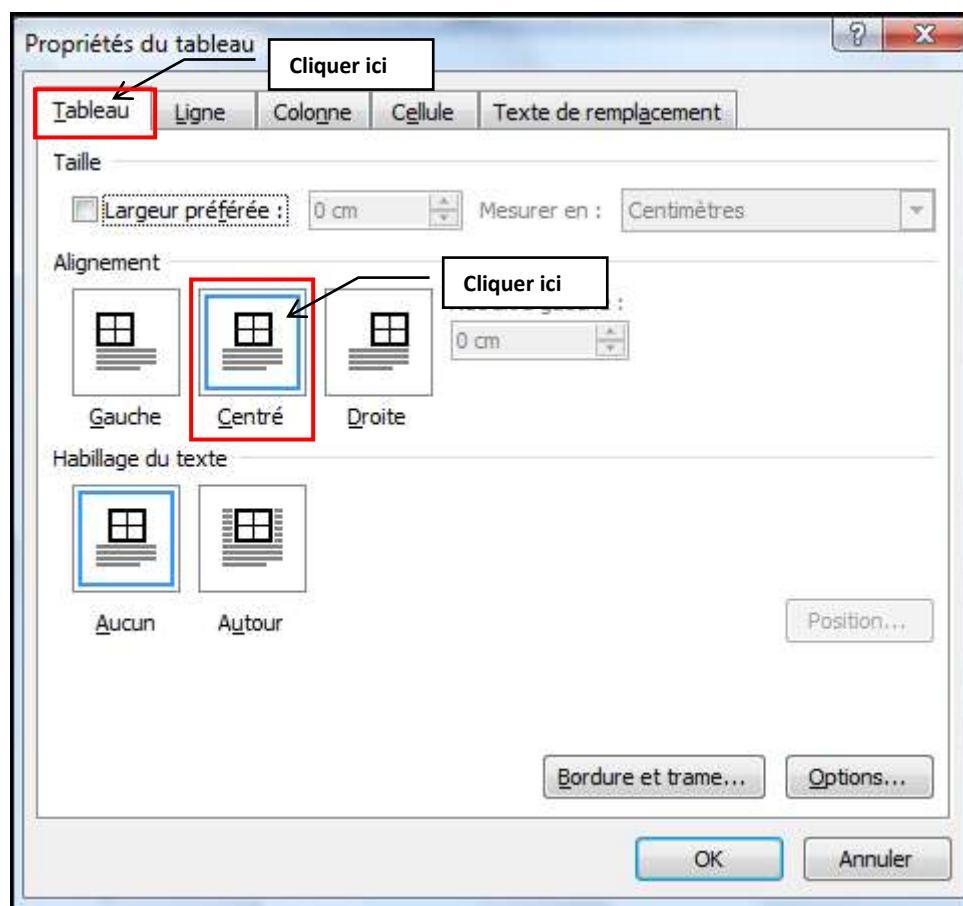 Propriétés du tableau
Cliquer ici
Tableau Ligne Colonne Cellule Texte de remplacement
Taille
Largeur préférée : 0 cm Mesurer en : Centimètres
Alignement
Cliquer ici
0 cm
Gauche Centré Droite
Habillage du texte
Aucun Autour
Position...
Bordure et trame... Options...
OK Annuler